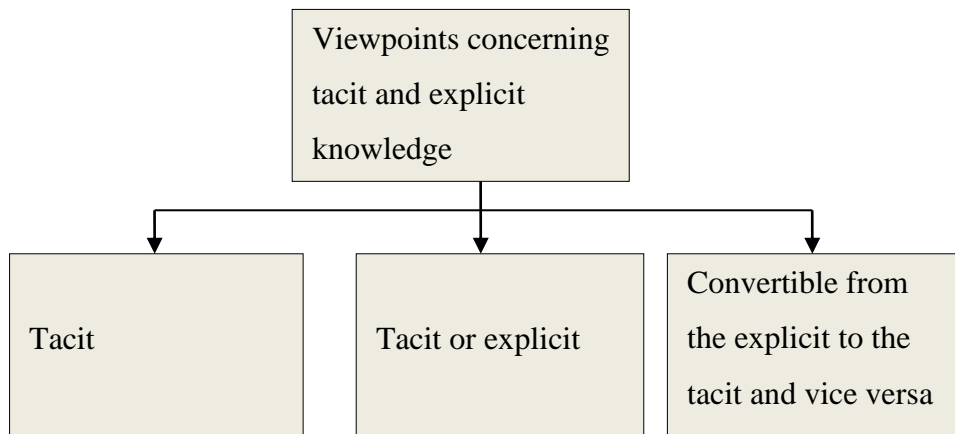 Viewpoints concerning
tacit and explicit
knowledge
Tacit
Tacit or explicit
Convertible from
the explicit to the
tacit and vice versa